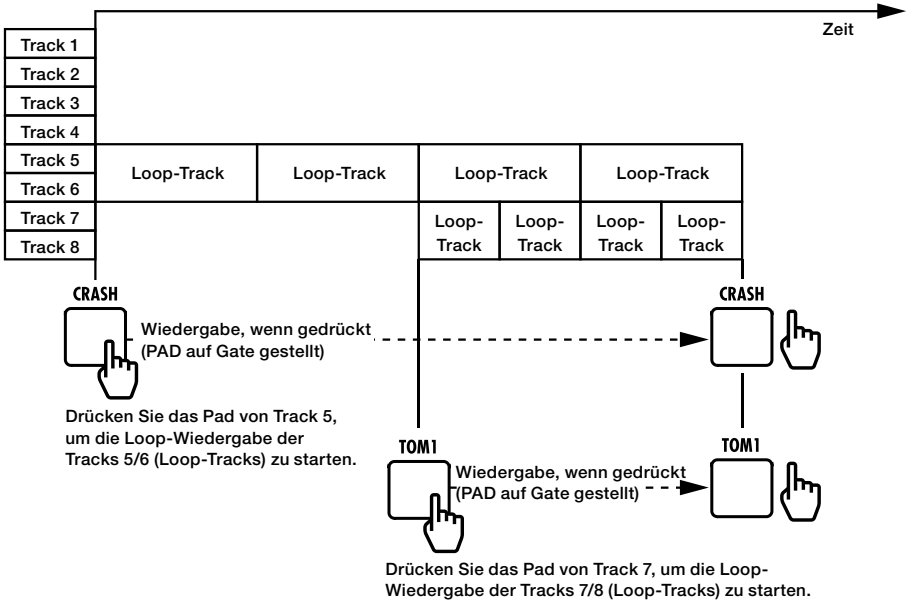 Zeit
Track 1
Track 2
Track 3
Track 4
Track 5
Track 6
Track 7
Track 8
Loop-Track
Loop-Track
Loop-Track
Loop-Track
Loop-
Track
Loop-
Track
Loop-
Track
Loop-
Track
CRASH
Wiedergabe, wenn gedrückt
(PAD auf Gate gestellt)
CRASH
Drücken Sie das Pad von Track 5,
um die Loop-Wiedergabe der
Tracks 5/6 (Loop-Tracks) zu starten.
TOM1
Wiedergabe, wenn gedrückt
(PAD auf Gate gestellt)
TOM1
Drücken Sie das Pad von Track 7, um die Loop-
Wiedergabe der Tracks 7/8 (Loop-Tracks) zu starten.